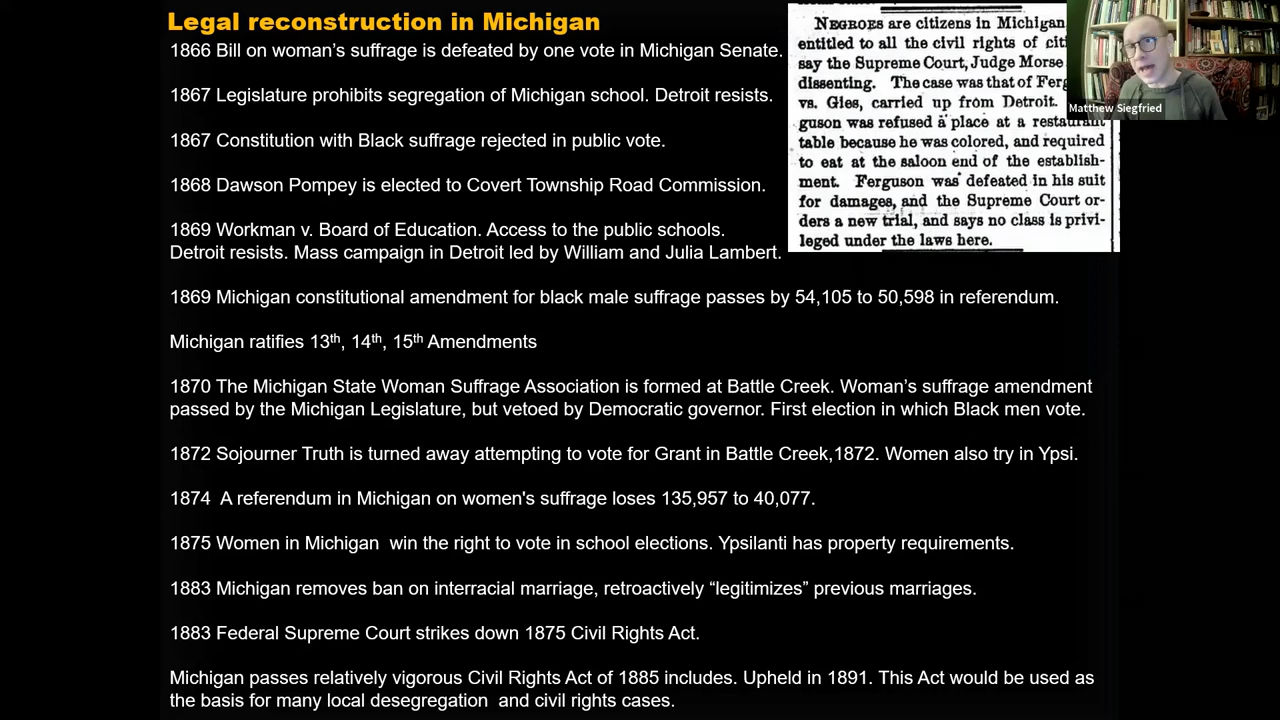 Legal reconstruction in Michigan
1866 Bill on woman's suffrage is defeated by one vote in Michigan Senate.
1867 Legislature prohibits segregation of Michigan school. Detroit resists.
1867 Constitution with Black suffrage rejected in public vote.
1868 Dawson Pompey is elected to Covert Township Road Commission.
1869 Workman v. Board of Education. Access to the public schools.
Detroit resists. Mass campaign in Detroit led by William and Julia Lambert.
1869 Michigan constitutional amendment for black male suffrage passes by 54,105 to 50,598 in referendum.
Michigan ratifies 13th, 14th, 15th Amendments
1870 The Michigan State Woman Suffrage Association is formed at Battle Creek. Woman's suffrage amendment
passed by the Michigan Legislature, but vetoed by Democratic governor. First election in which Black men vote.
1872 Sojourner Truth is turned away attempting to vote for Grant in Battle Creek,1872. Women also try in Ypsi.
1874 A referendum in Michigan on women's suffrage loses 135,957 to 40,077.
1875 Women in Michigan win the right to vote in school elections. Ypsilanti has property requirements.
1883 Michigan removes ban on interracial marriage, retroactively “legitimizes” previous marriages.
1883 Federal Supreme Court strikes down 1875 Civil Rights Act.
Michigan passes relatively vigorous Civil Rights Act of 1885 includes. Upheld in 1891. This Act would be used as
the basis for many local desegregation and civil rights cases.
NEGROES are citizens in Michigan
entitled to all the civil rights of
say the Supreme Court, Judge Morse
dissenting. The case was that of
vs. Gies, carried up from Detroit.
guson was refused a place at a restaurant
table because he was colored, and required
to eat at the saloon end of the establish-
ment. Ferguson was defeated in his suit
for damages, and the Supreme Court or-
ders a new trial, and says no class is privi-
leged under the laws here.
Matthew Siegfried